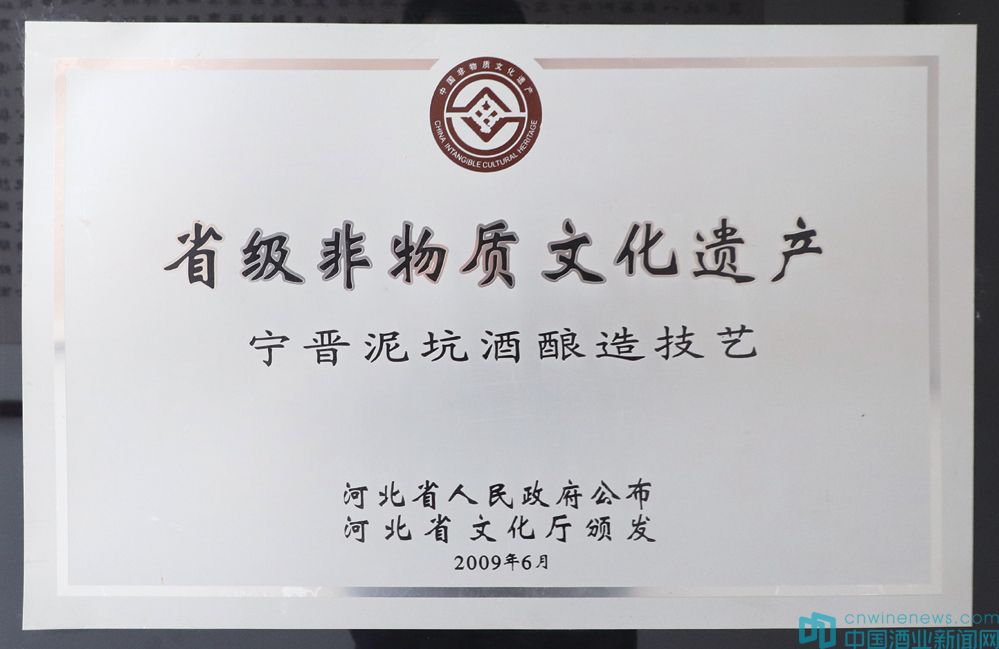 中国非物质文化遗产
CHINA INTANGIBLE CULTURAL HERITAGE
省级非物质文化遗产
宁晋泥坑酒酿造技艺
河北省人民政府公布
河北省文化厅颁发
2009年6月
cnwinenews.com
中国酒业新闻网